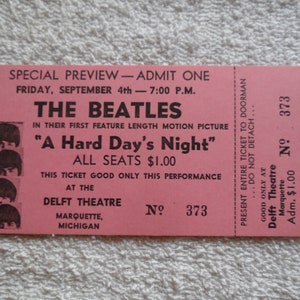 SPECIAL PREVIEW — ADMIT ONE
FRIDAY, SEPTEMBER 4th — 7:00 P.M.
THE BEATLES
IN THEIR FIRST FEATURE LENGTH MOTION PICTURE
"A Hard Day's Night"
ALL SEATS $1.00
THIS TICKET GOOD ONLY THIS PERFORMANCE
AT THE
DELFT THEATRE
MARQUETTE,
MICHIGAN
Nº 373
PRESENT ENTIRE TICKET TO DOORMAN
. . . DO NOT DETACH . . .
GOOD ONLY AT
Delft Theatre
Marquette
Adm. $1.00
Nº 373